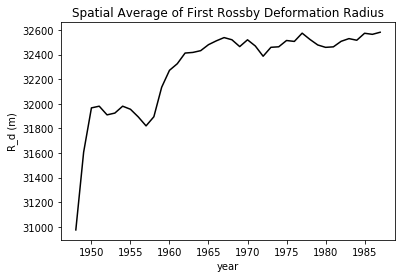 Spatial Average of First Rossby Deformation Radius
32600
32400
32200
32000
31800
31600
31400
31200
31000
R_d (m)
1950 1955 1960 1965 1970 1975 1980 1985
year